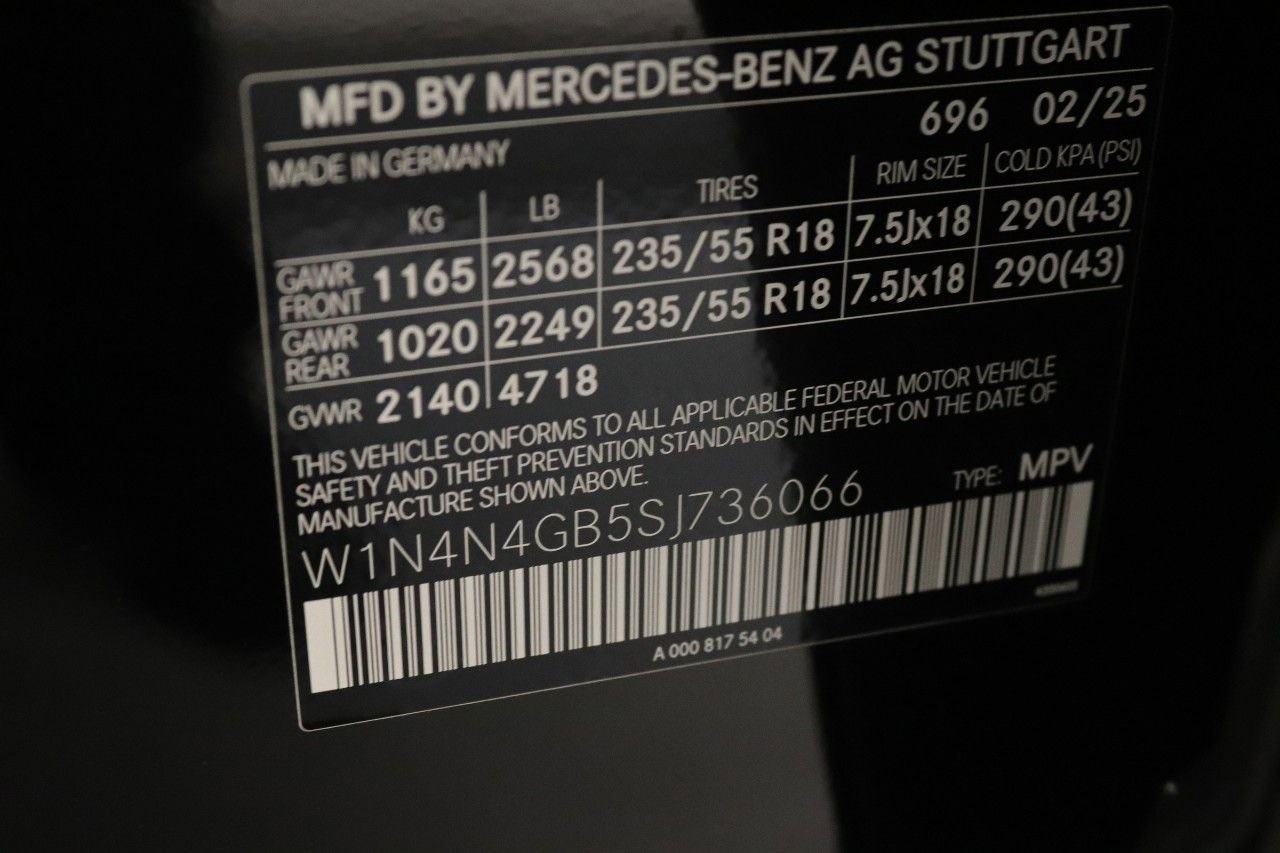 MFD BY MERCEDES-BENZ AG STUTTGART
696 02/25
MADE IN GERMANY
KG LB TIRES RIM SIZE COLD KPA (PSI)
GAWR FRONT 1165 2568 235/55 R18 7.5Jx18 290(43)
GAWR REAR 1020 2249 235/55 R18 7.5Jx18 290(43)
GVWR 2140 4718
THIS VEHICLE CONFORMS TO ALL APPLICABLE FEDERAL MOTOR VEHICLE
SAFETY AND THEFT PREVENTION STANDARDS IN EFFECT ON THE DATE OF
MANUFACTURE SHOWN ABOVE.
W1N4N4GB5SJ736066 TYPE: MPV
A 000 817 54 04